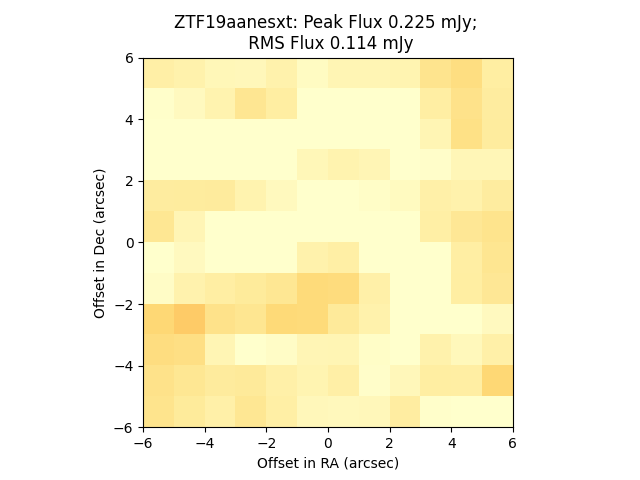 ZTF19aanesxt: Peak Flux 0.225 mJy;
RMS Flux 0.114 mJy
6
4
2
0
−2
−4
−6
Offset in Dec (arcsec)
−6 −4 −2 0 2 4 6
Offset in RA (arcsec)